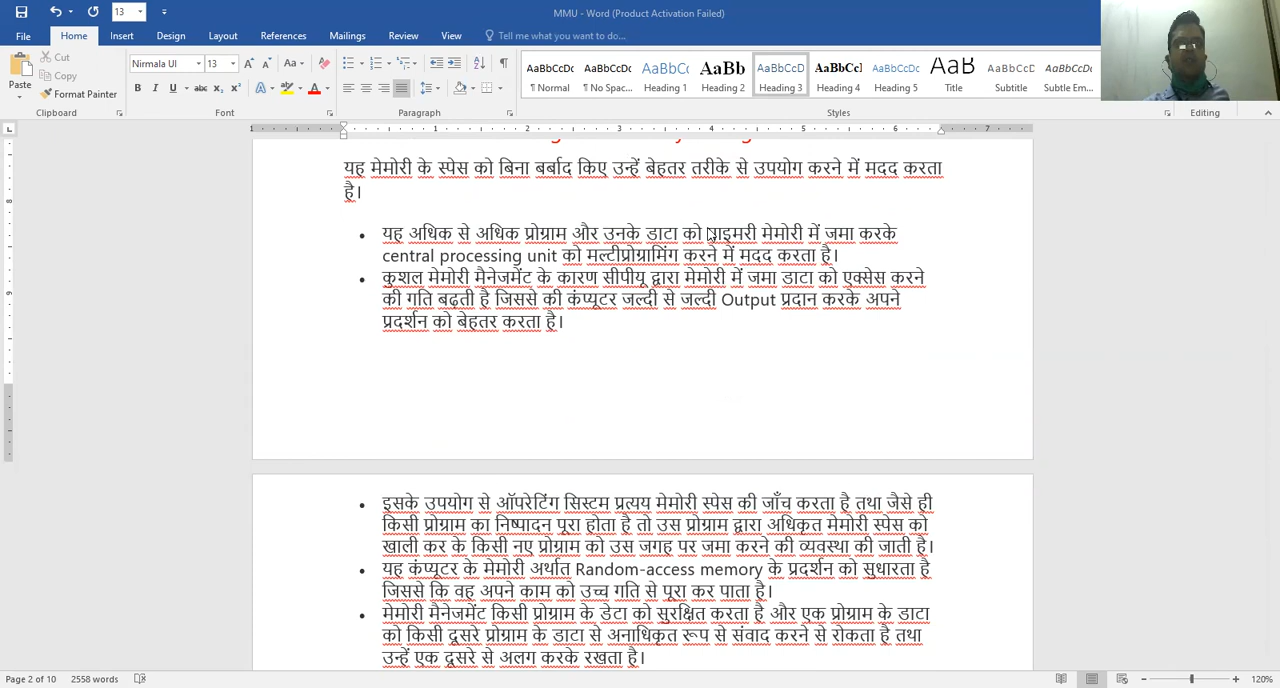 13
MMU - Word (Product Activation Failed)
File Home Insert Design Layout References Mailings Review View Tell me what you want to do...
Paste
Cut
Copy
Format Painter
Clipboard
Nirmala UI 13
Font
Paragraph
AaBbCcDc AaBbCcDc AaBbCc AaBb AaBbCcD AaBbCc AaBbCcD AaB AaBbCcD AaBbCcDc
¶ Normal ¶ No Spac... Heading 1 Heading 2 Heading 3 Heading 4 Heading 5 Title Subtitle Subtle Em...
Styles
Editing
यह मेमोरी के स्पेस को बिना बर्बाद किए उन्हें बेहतर तरीके से उपयोग करने में मदद करता
है।
• यह अधिक से अधिक प्रोग्राम और उनके डाटा को प्राइमरी मेमोरी में जमा करके
central processing unit को मल्टीप्रोग्रामिंग करने में मदद करता है।
• कुशल मेमोरी मैनेजमेंट के कारण सीपीयू द्वारा मेमोरी में जमा डाटा को एक्सेस करने
की गति बढ़ती है जिससे की कंप्यूटर जल्दी से जल्दी Output प्रदान करके अपने
प्रदर्शन को बेहतर करता है।
• इसके उपयोग से ऑपरेटिंग सिस्टम प्रत्यय मेमोरी स्पेस की जाँच करता है तथा जैसे ही
किसी प्रोग्राम का निष्पादन पूरा होता है तो उस प्रोग्राम द्वारा अधिकृत मेमोरी स्पेस को
खाली कर के किसी नए प्रोग्राम को उस जगह पर जमा करने की व्यवस्था की जाती है।
• यह कंप्यूटर के मेमोरी अर्थात Random-access memory के प्रदर्शन को सुधारता है
जिससे कि वह अपने काम को उच्च गति से पूरा कर पाता है।
• मेमोरी मैनेजमेंट किसी प्रोग्राम के डेटा को सुरक्षित करता है और एक प्रोग्राम के डाटा
को किसी दूसरे प्रोग्राम के डाटा से अनाधिकृत रूप से संवाद करने से रोकता है तथा
उन्हें एक दूसरे से अलग करके रखता है।
Page 2 of 10 2558 words 120%